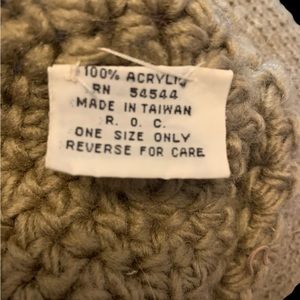 100% ACRYLIC
RN 54544
MADE IN TAIWAN
R. O. C.
ONE SIZE ONLY
REVERSE FOR CARE